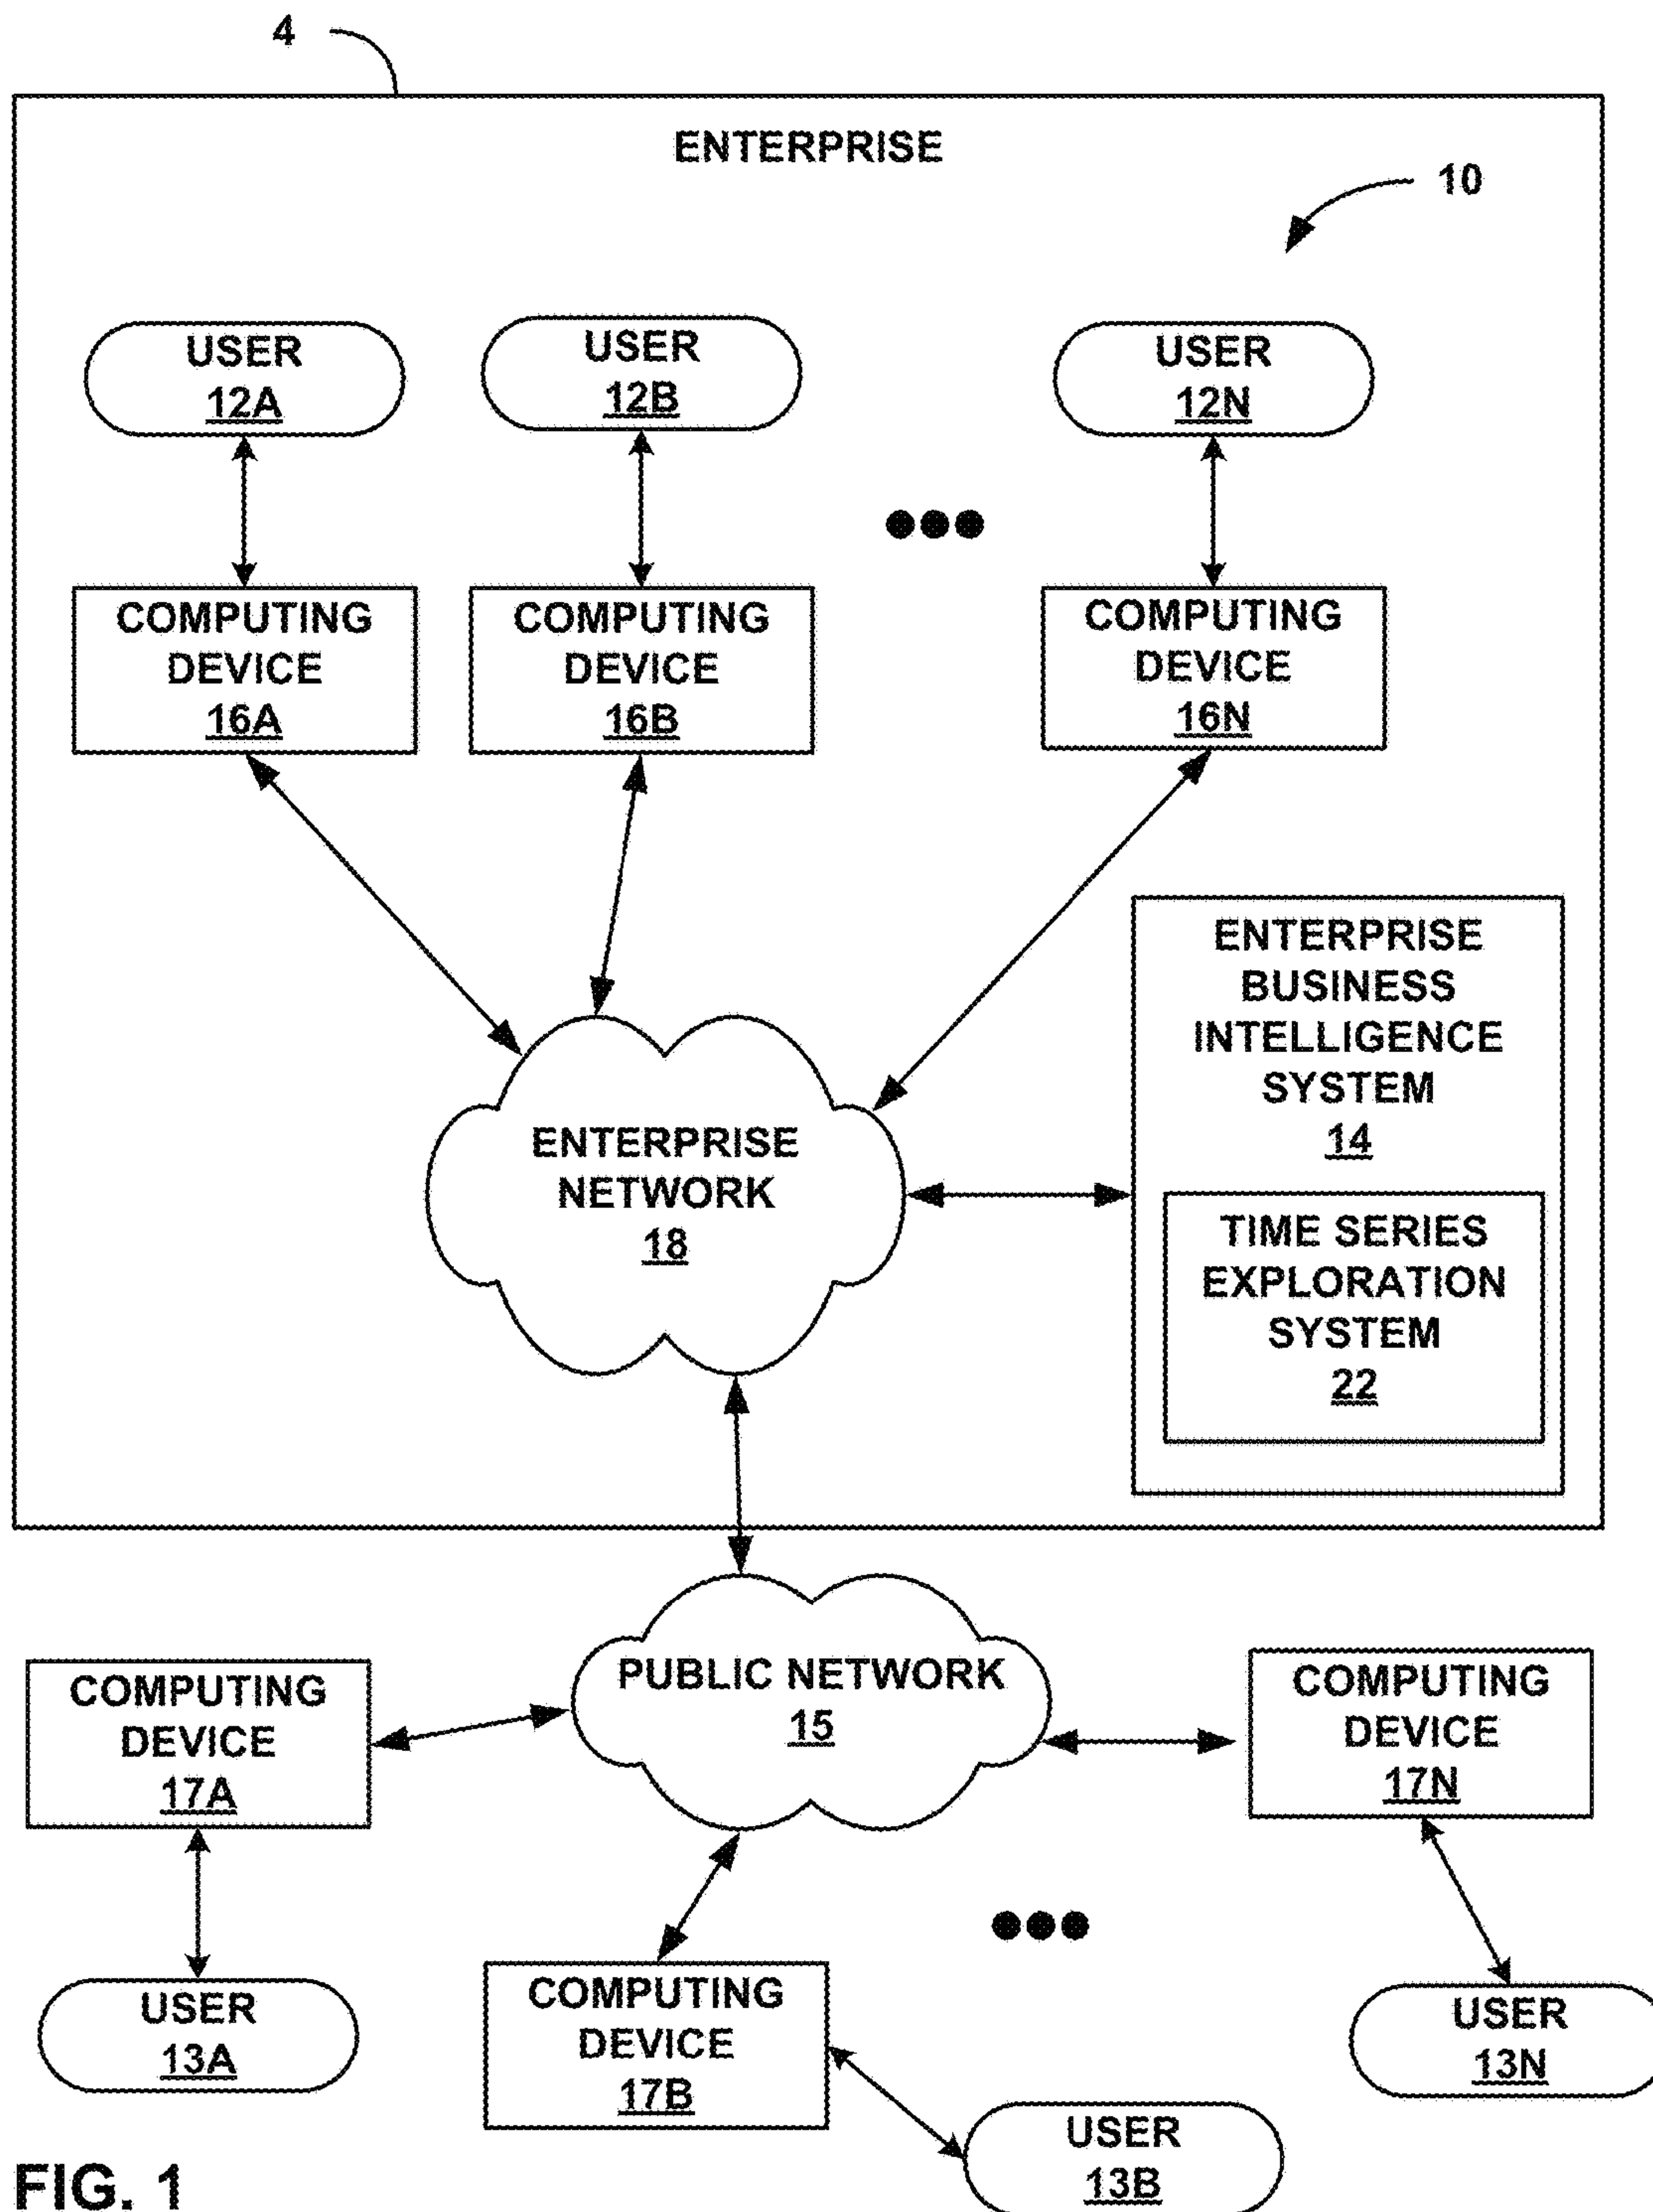 4
ENTERPRISE
10
USER
12A
USER
12B
USER
12N
COMPUTING
DEVICE
16A
COMPUTING
DEVICE
16B
COMPUTING
DEVICE
16N
ENTERPRISE
BUSINESS
INTELLIGENCE
SYSTEM
14
ENTERPRISE
NETWORK
18
TIME SERIES
EXPLORATION
SYSTEM
22
PUBLIC NETWORK
15
COMPUTING
DEVICE
17A
COMPUTING
DEVICE
17N
USER
13A
COMPUTING
DEVICE
17B
USER
13N
USER
13B
FIG. 1